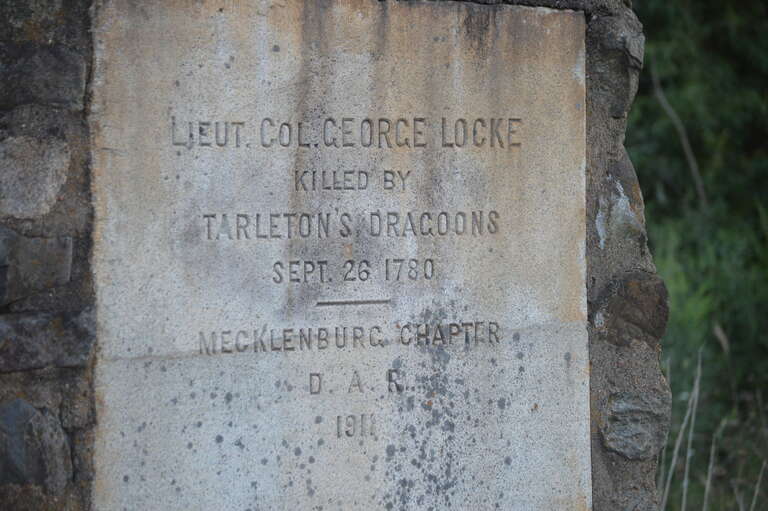 LIEUT. COL. GEORGE LOCKE
KILLED BY
TARLETON'S DRAGOONS
SEPT. 26 1780
MECKLENBURG CHAPTER
D. A. R.
1911